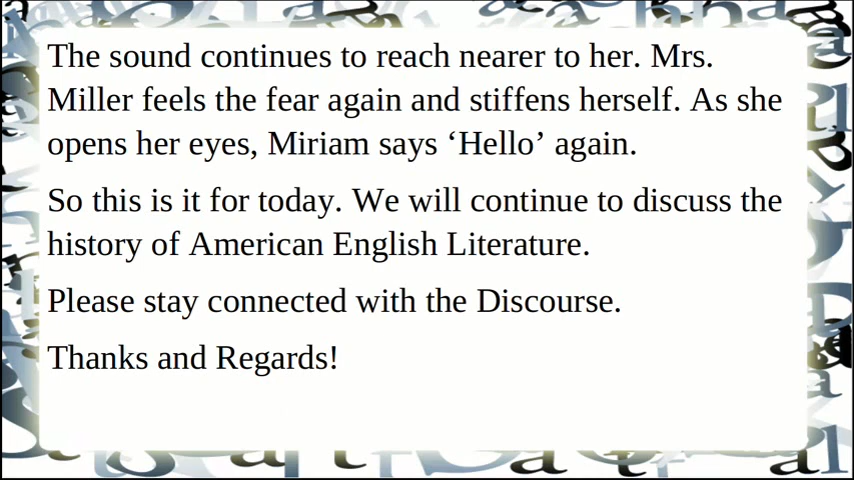 The sound continues to reach nearer to her. Mrs.
Miller feels the fear again and stiffens herself. As she
opens her eyes, Miriam says ‘Hello’ again.
So this is it for today. We will continue to discuss the
history of American English Literature.
Please stay connected with the Discourse.
Thanks and Regards!